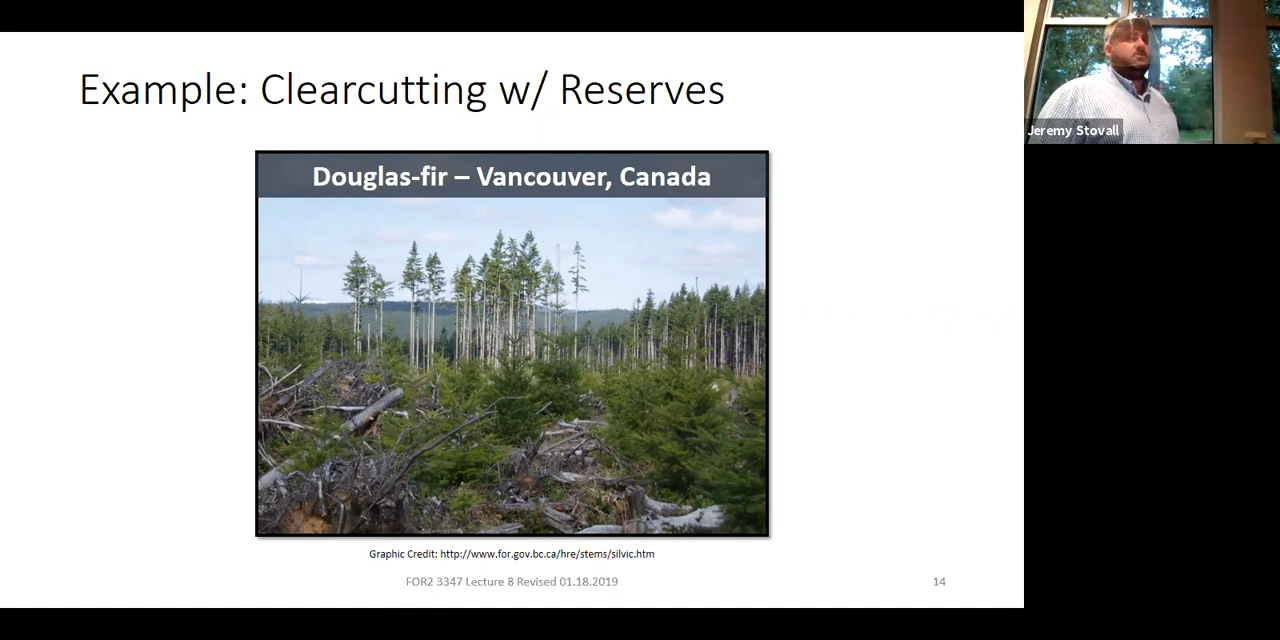 Example: Clearcutting w/ Reserves
Douglas-fir – Vancouver, Canada
Graphic Credit: http://www.for.gov.bc.ca/hre/stems/silvic.htm
FOR2 3347 Lecture 8 Revised 01.18.2019
14
Jeremy Stovall